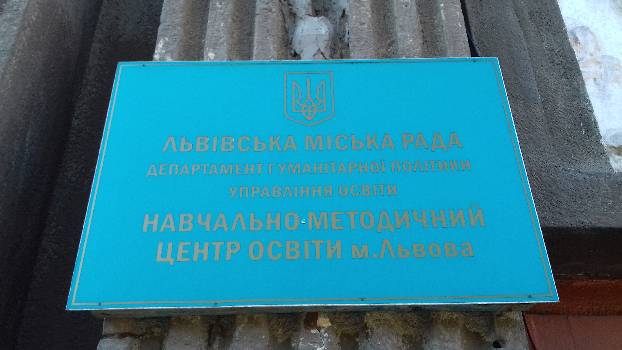 ЛЬВІВСЬКА МІСЬКА РАДА
ДЕПАРТАМЕНТ ГУМАНІТАРНОЇ ПОЛІТИКИ
УПРАВЛІННЯ ОСВІТИ
НАВЧАЛЬНО-МЕТОДИЧНИЙ
ЦЕНТР ОСВІТИ м.Львова